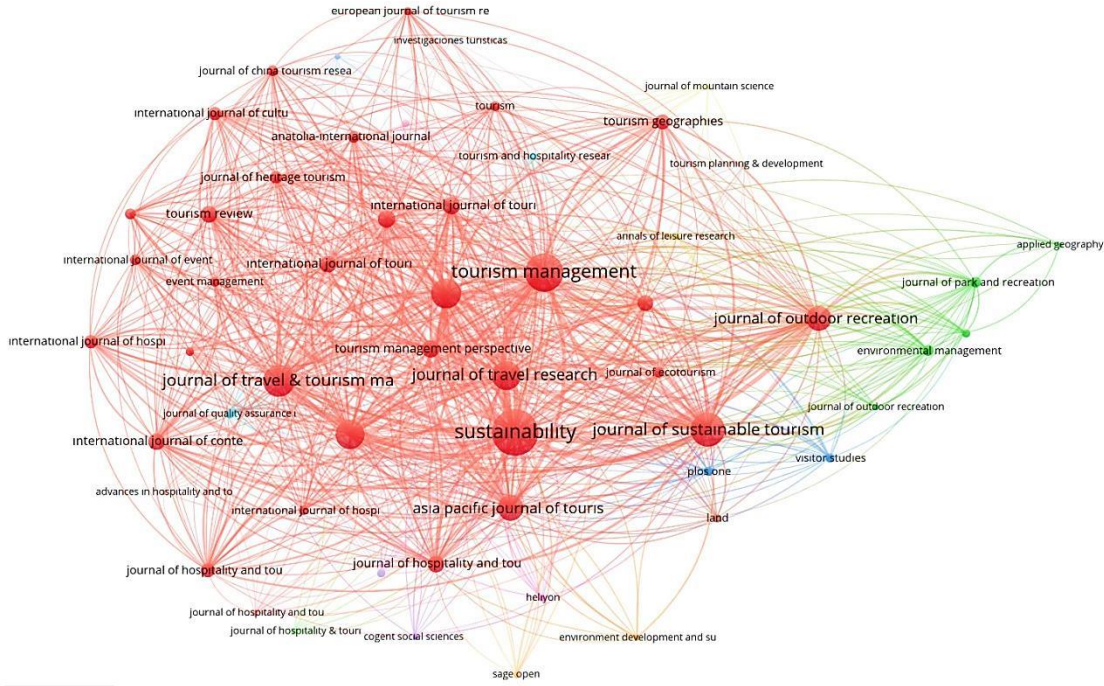 european journal of tourism re
investigaciones turisticas
journal of china tourism resea
journal of mountain science
international journal of cultu
tourism
tourism geographies
anatolia-international journal
tourism and hospitality resear
tourism planning & development
journal of heritage tourism
international journal of touri
tourism review
annals of leisure research
applied geography
international journal of event
international journal of touri
tourism management
event management
journal of park and recreation
journal of outdoor recreation
international journal of hospi
tourism management perspective
environmental management
journal of travel & tourism ma
journal of travel research
journal of ecotourism
journal of quality assurance i
journal of outdoor recreation
sustainability
journal of sustainable tourism
international journal of conte
visitor studies
plos one
advances in hospitality and to
international journal of hospi
asia pacific journal of touris
land
journal of hospitality and tou
journal of hospitality and tou
heliyon
journal of hospitality and tou
journal of hospitality & touri
cogent social sciences
environment development and su
sage open